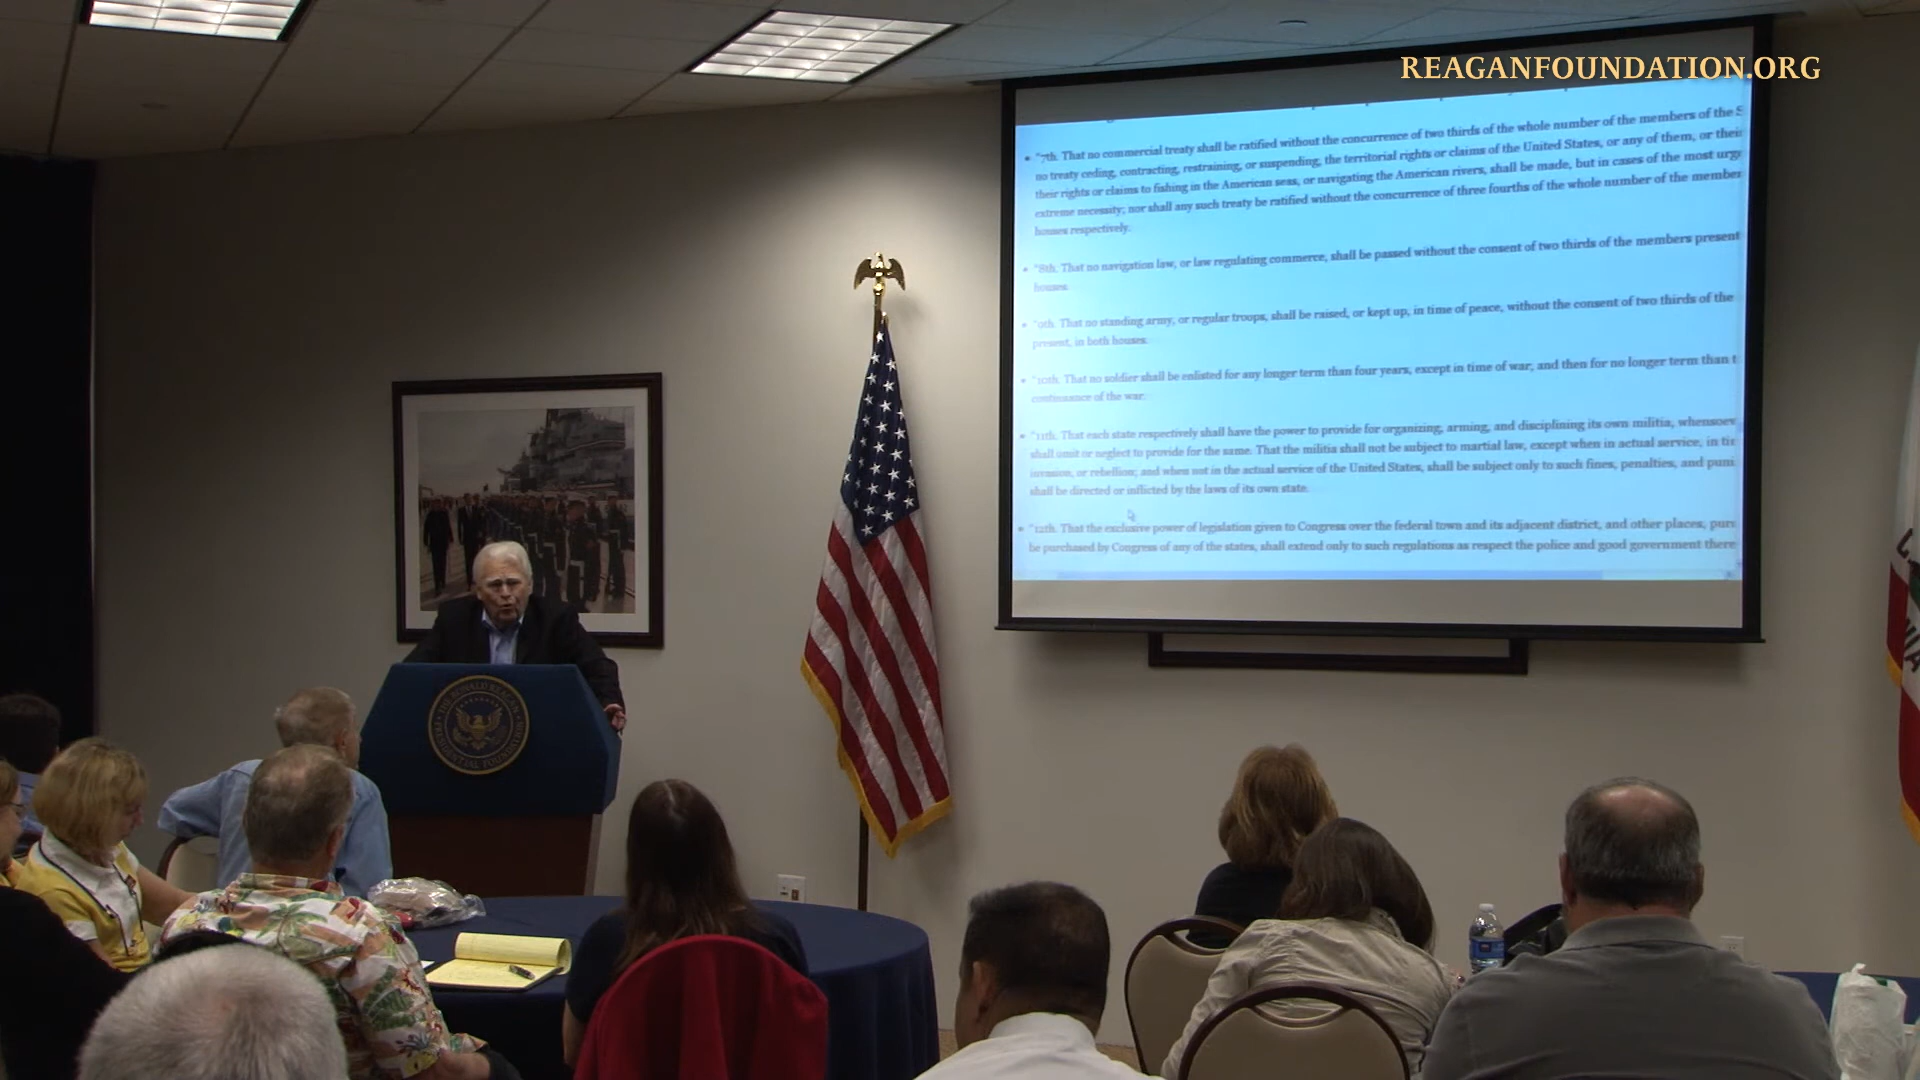 REAGANFOUNDATION.ORG
• "7th. That no commercial treaty shall be ratified without the concurrence of two thirds of the whole number of the members of the S
no treaty ceding, contracting, restraining, or suspending, the territorial rights or claims of the United States, or any of them, or their
their rights or claims to fishing in the American seas, or navigating the American rivers, shall be made, but in cases of the most urg
extreme necessity; nor shall any such treaty be ratified without the concurrence of three fourths of the whole number of the member
houses respectively.
• "8th. That no navigation law, or law regulating commerce, shall be passed without the consent of two thirds of the members present
houses.
• "9th. That no standing army, or regular troops, shall be raised, or kept up, in time of peace, without the consent of two thirds of the
present, in both houses.
• "10th. That no soldier shall be enlisted for any longer term than four years, except in time of war, and then for no longer term than t
continuance of the war.
• "11th. That each state respectively shall have the power to provide for organizing, arming, and disciplining its own militia, whensoev
shall omit or neglect to provide for the same. That the militia shall not be subject to martial law, except when in actual service, in tim
invasion, or rebellion; and when not in the actual service of the United States, shall be subject only to such fines, penalties, and puni
shall be directed or inflicted by the laws of its own state.
• "12th. That the exclusive power of legislation given to Congress over the federal town and its adjacent district, and other places, pur
be purchased by Congress of any of the states, shall extend only to such regulations as respect the police and good government there
THE RONALD REAGAN
PRESIDENTIAL FOUNDATION